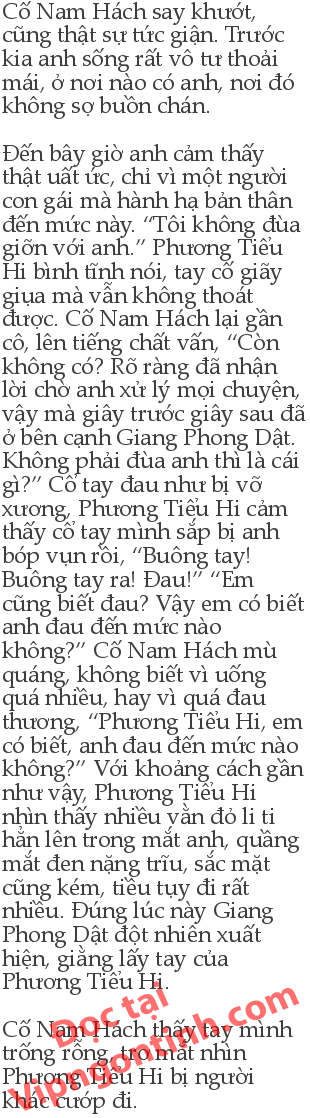 Cố Nam Hách say khướt,
cũng thật sự tức giận. Trước
kia anh sống rất vô tư thoải
mái, ở nơi nào có anh, nơi đó
không sợ buồn chán.
Đến bây giờ anh cảm thấy
thật uất ức, chỉ vì một người
con gái mà hành hạ bản thân
đến mức này. “Tôi không đùa
giỡn với anh.” Phương Tiểu
Hi bình tĩnh nói, tay cố giãy
giụa mà vẫn không thoát
được. Cố Nam Hách lại gần
cô, lên tiếng chất vấn, “Còn
không có? Rõ ràng đã nhận
lời chờ anh xử lý mọi chuyện,
vậy mà giây trước giây sau đã
ở bên cạnh Giang Phong Dật.
Không phải đùa anh thì là cái
gì?” Cổ tay đau như bị vỡ
xương, Phương Tiểu Hi cảm
thấy cổ tay mình sắp bị anh
bóp vụn rồi, “Buông tay!
Buông tay ra! Đau!” “Em
cũng biết đau? Vậy em có biết
anh đau đến mức nào
không?” Cố Nam Hách mù
quáng, không biết vì uống
quá nhiều, hay vì quá đau
thương, “Phương Tiểu Hi, em
có biết, anh đau đến mức nào
không?” Với khoảng cách gần
như vậy, Phương Tiểu Hi
nhìn thấy nhiều vằn đỏ li ti
hẳn lên trong mắt anh, quầng
mắt đen nặng trĩu, sắc mặt
cũng kém, tiều tụy đi rất
nhiều. Đúng lúc này Giang
Phong Dật đột nhiên xuất
hiện, giằng lấy tay của
Phương Tiểu Hi.
Cố Nam Hách thấy tay mình
trống rỗng, trơ mắt nhìn
Phương Tiểu Hi bị người
khác cướp đi.
Đọc tại
Vipngontinh.com